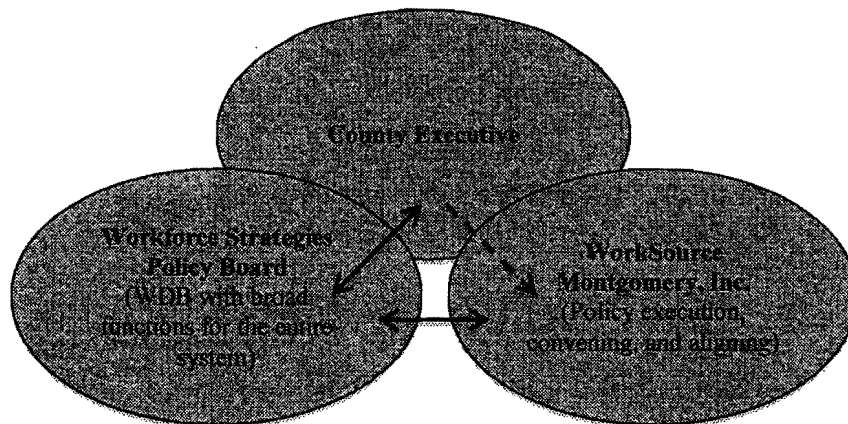 County Executive
Workforce Strategies
Policy Board
(WDB with broad
functions for the entire
system)
WorkSource
Montgomery, Inc.
(Policy execution,
convening, and aligning)